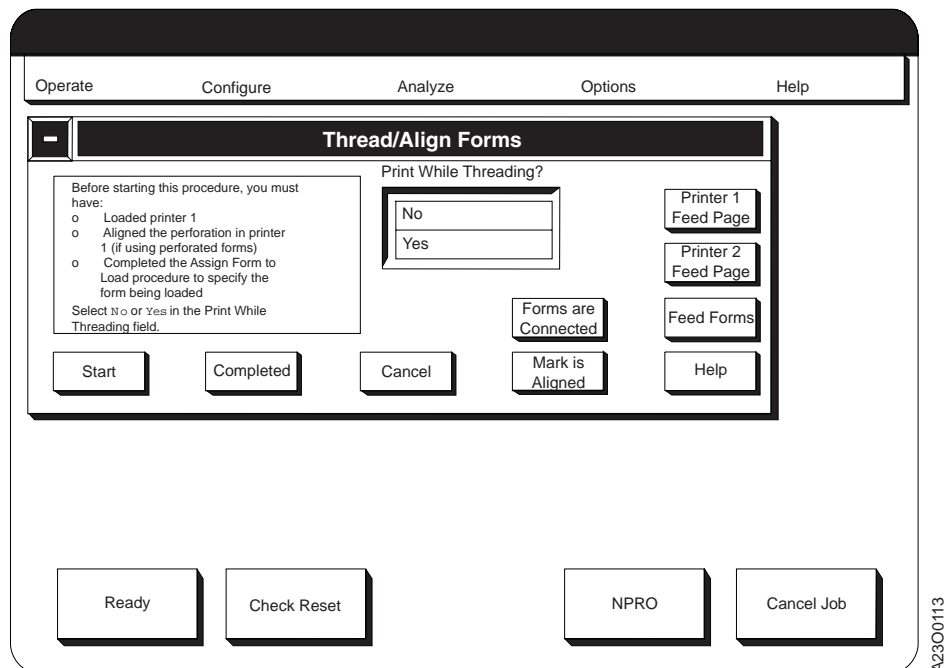 Operate Configure Analyze Options Help
Thread/Align Forms
Before starting this procedure, you must
have:
o Loaded printer 1
o Aligned the perforation in printer
1 (if using perforated forms)
o Completed the Assign Form to
Load procedure to specify the
form being loaded
Select No or Yes in the Print While
Threading field.
Print While Threading?
No
Yes
Printer 1
Feed Page
Printer 2
Feed Page
Forms are
Connected
Feed Forms
Start
Completed
Cancel
Mark is
Aligned
Help
Ready
Check Reset
NPRO
Cancel Job
A23O0113